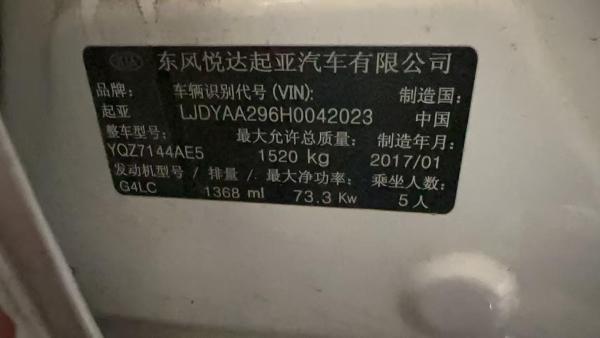 KIA 东风悦达起亚汽车有限公司
品牌： 车辆识别代号(VIN): 制造国：
起亚 LJDYAA296H0042023 中国
整车型号： 最大允许总质量： 制造年月：
YQZ7144AE5 1520 kg 2017/01
发动机型号 / 排量 / 最大净功率： 乘坐人数：
G4LC 1368 ml 73.3 Kw 5人